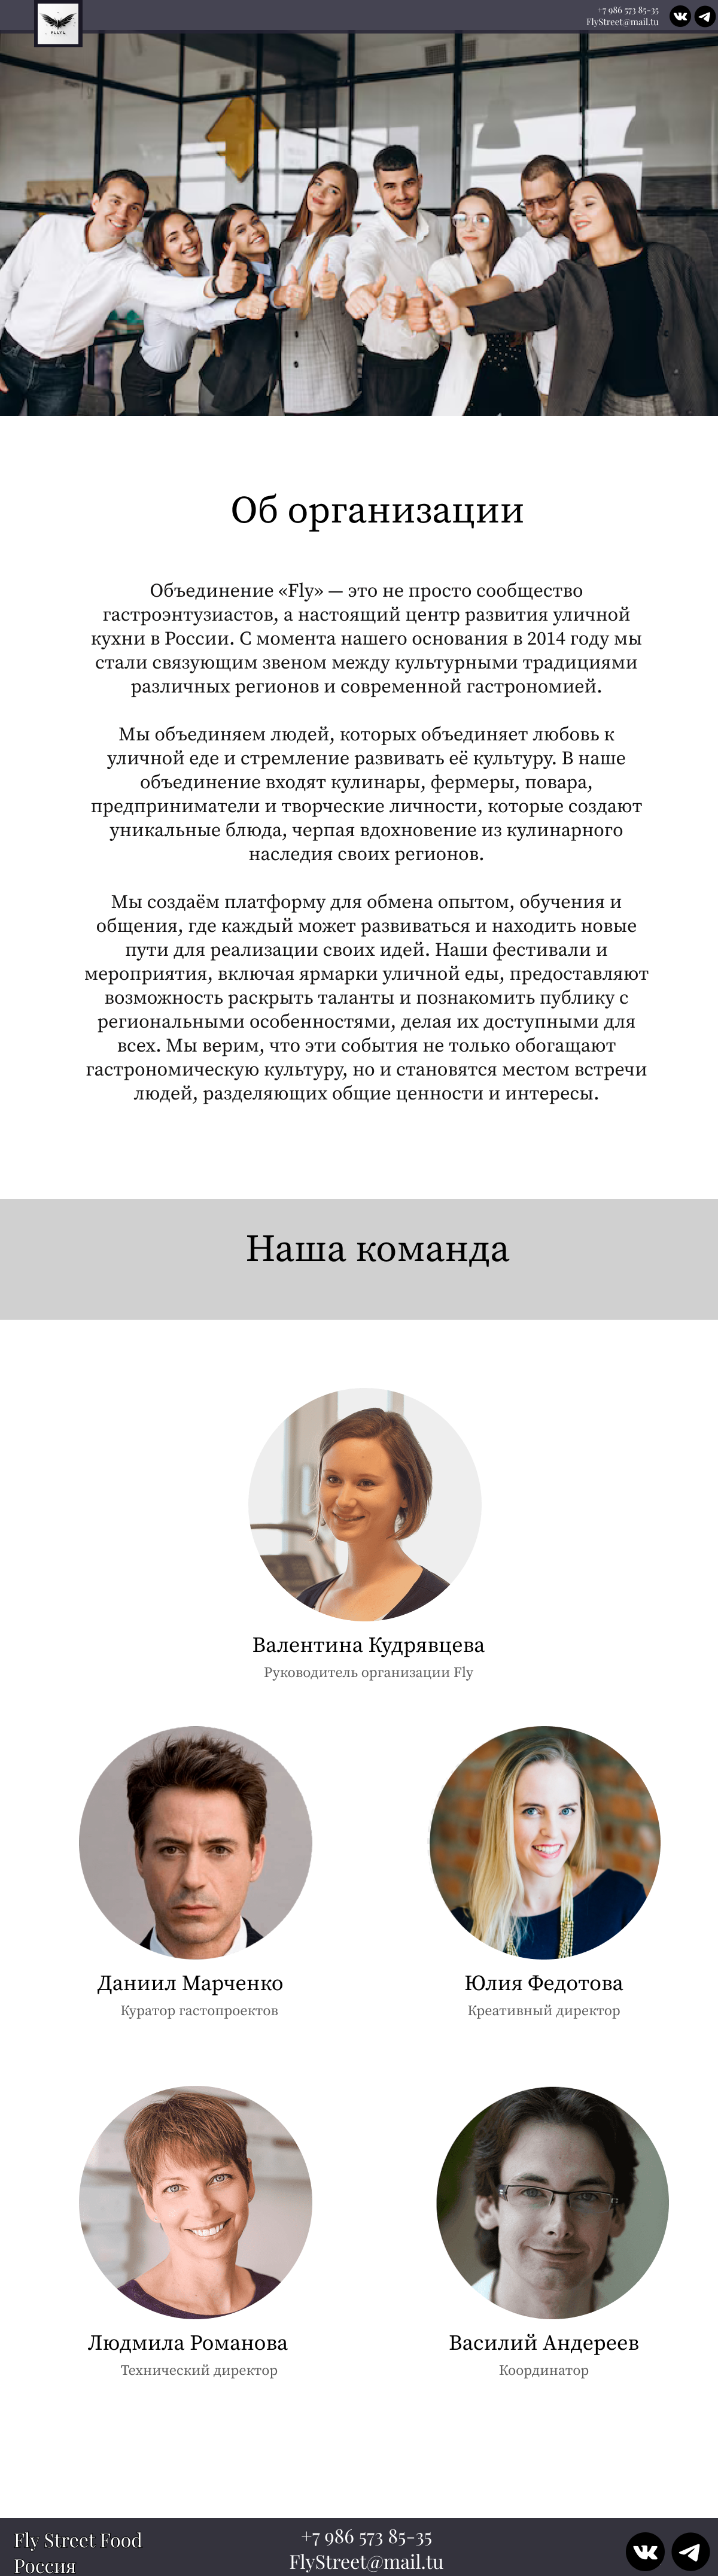 +7 986 573 85-35
FlyStreet@mail.tu
Об организации
Объединение «Fly» — это не просто сообщество
гастроэнтузиастов, а настоящий центр развития уличной
кухни в России. С момента нашего основания в 2014 году мы
стали связующим звеном между культурными традициями
различных регионов и современной гастрономией.
Мы объединяем людей, которых объединяет любовь к
уличной еде и стремление развивать её культуру. В наше
объединение входят кулинары, фермеры, повара,
предприниматели и творческие личности, которые создают
уникальные блюда, черпая вдохновение из кулинарного
наследия своих регионов.
Мы создаём платформу для обмена опытом, обучения и
общения, где каждый может развиваться и находить новые
пути для реализации своих идей. Наши фестивали и
мероприятия, включая ярмарки уличной еды, предоставляют
возможность раскрыть таланты и познакомить публику с
региональными особенностями, делая их доступными для
всех. Мы верим, что эти события не только обогащают
гастрономическую культуру, но и становятся местом встречи
людей, разделяющих общие ценности и интересы.
Наша команда
Валентина Кудрявцева
Руководитель организации Fly
Даниил Марченко
Куратор гастопроектов
Юлия Федотова
Креативный директор
Людмила Романова
Технический директор
Василий Андереев
Координатор
Fly Street Food
Россия
+7 986 573 85-35
FlyStreet@mail.tu